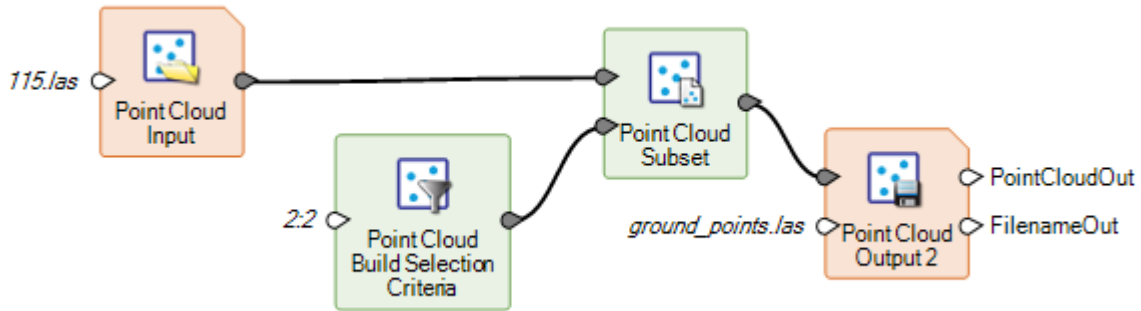 115.las
Point Cloud
Input
2:2
Point Cloud
Build Selection
Criteria
Point Cloud
Subset
ground_points.las
Point Cloud
Output 2
PointCloudOut
FilenameOut